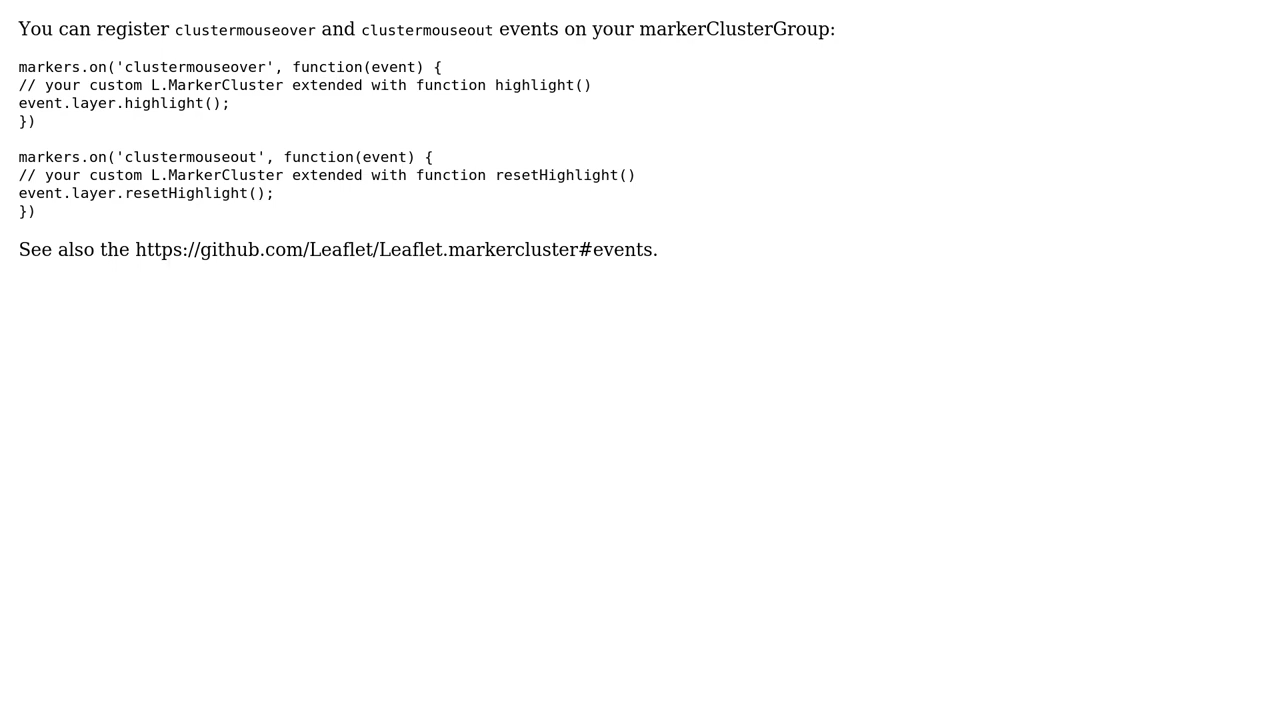 You can register clustermouseover and clustermouseout events on your markerClusterGroup:
markers.on('clustermouseover', function(event) {
// your custom L.MarkerCluster extended with function highlight()
event.layer.highlight();
})
markers.on('clustermouseout', function(event) {
// your custom L.MarkerCluster extended with function resetHighlight()
event.layer.resetHighlight();
})
See also the https://github.com/Leaflet/Leaflet.markercluster#events.